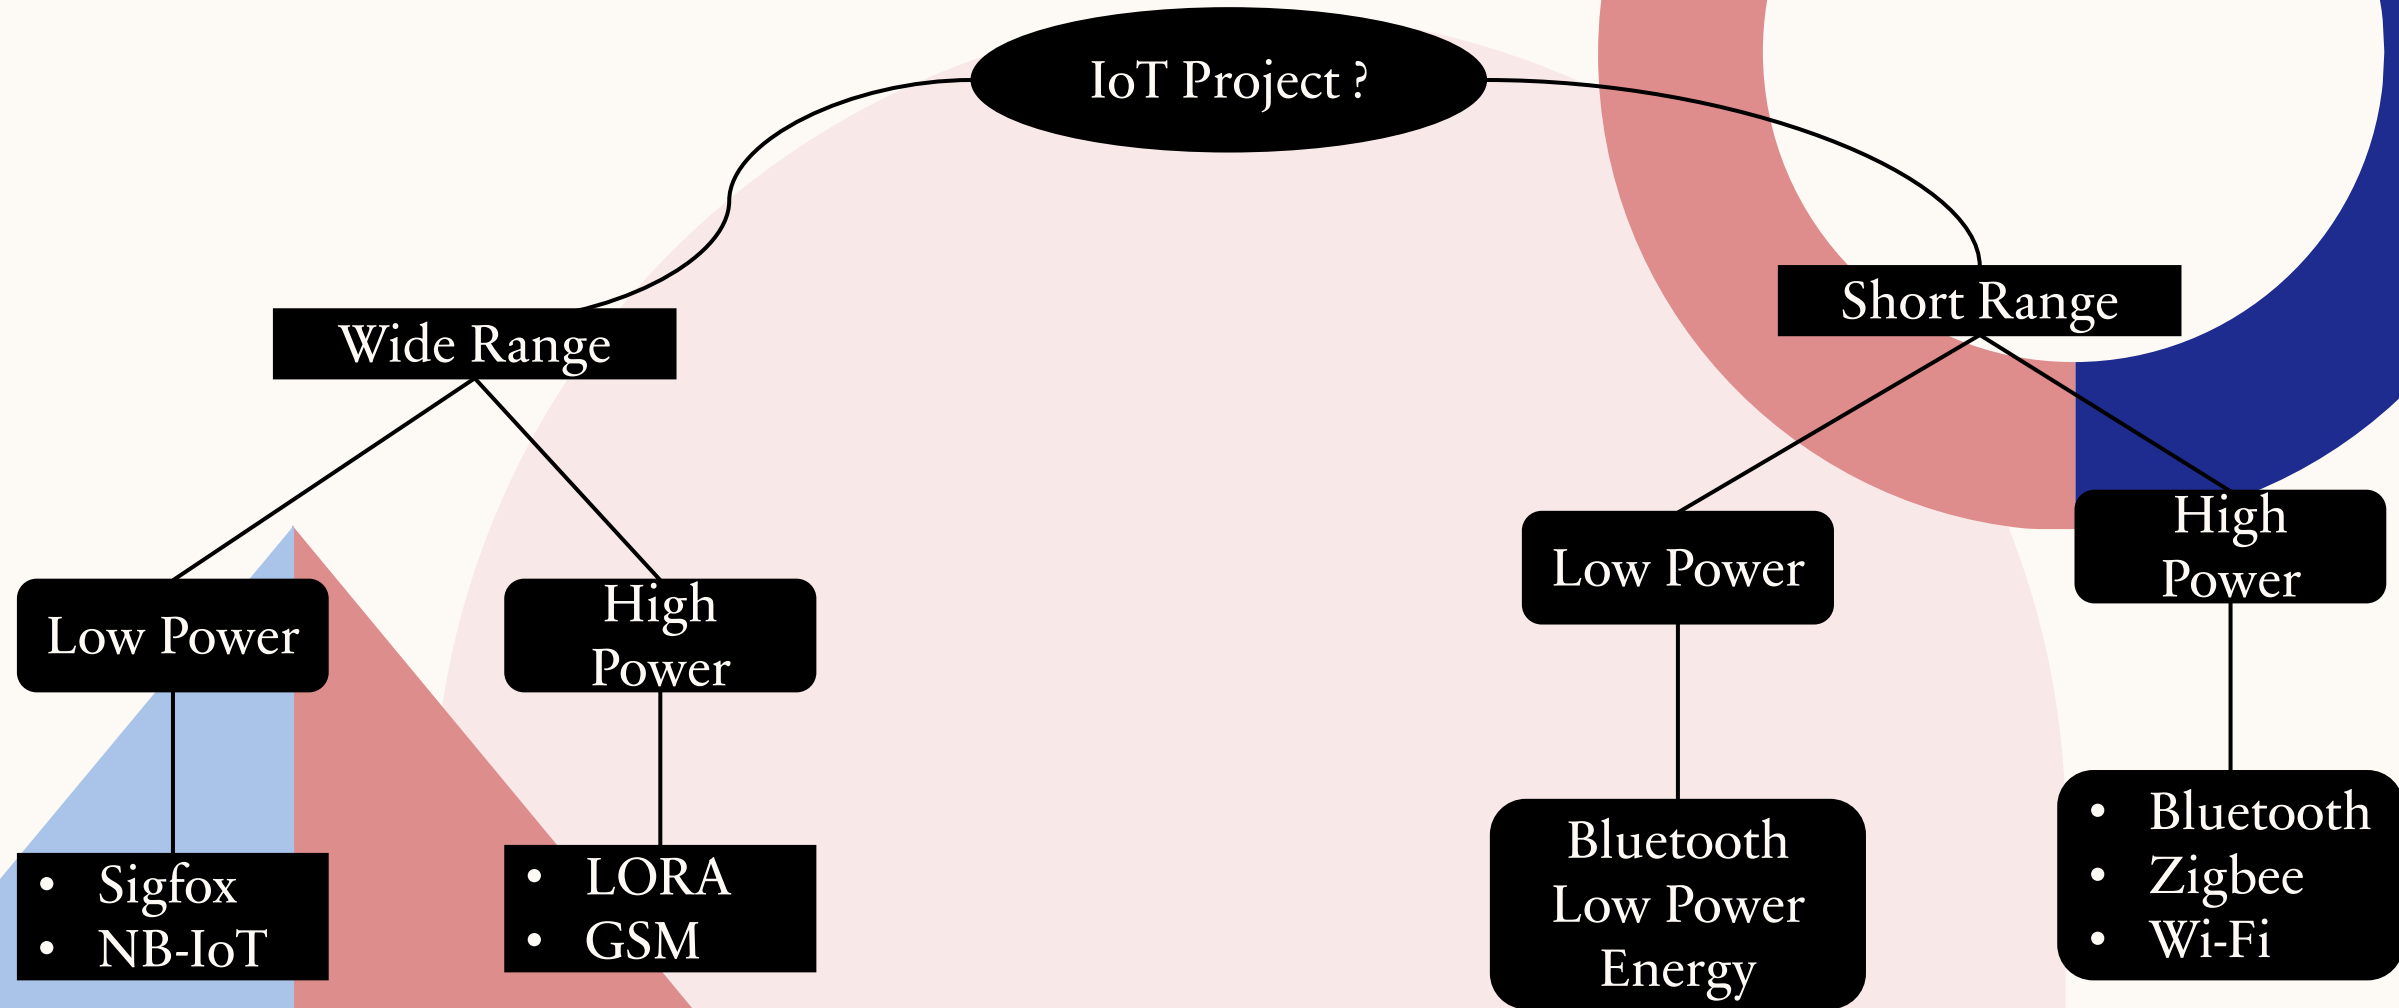 IoT Project ?
Wide Range
Short Range
Low Power
High
Power
Low Power
High
Power
• Sigfox
• NB-IoT
• LORA
• GSM
Bluetooth
Low Power
Energy
• Bluetooth
• Zigbee
• Wi-Fi